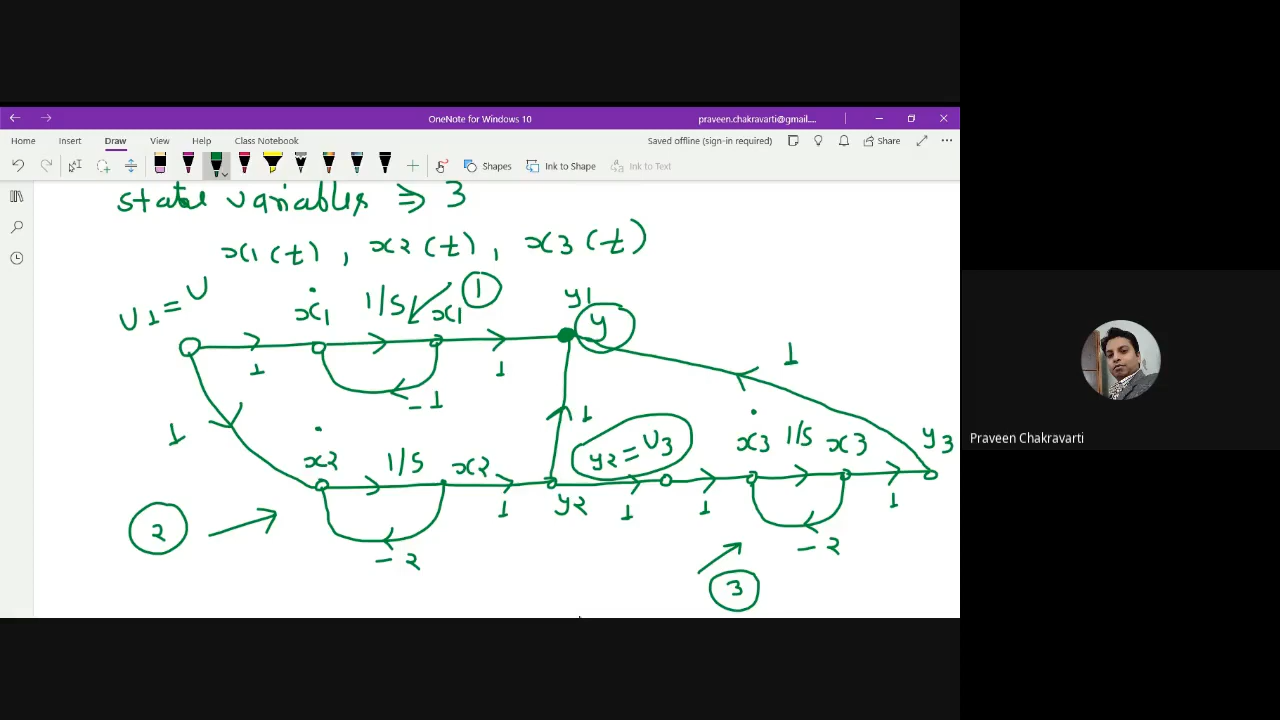 OneNote for Windows 10
praveen.chakravarti@gmail....
Home Insert Draw View Help Class Notebook
Saved offline (sign-in required)
Share
Shapes
Ink to Shape
Ink to Text
state variables ⇒ 3
x1(t), x2(t), x3(t)
U1=U
ẋ1 1/s x1 1
y1
y
1 -1 1
1
1
1
ẋ2 1/s x2
y2=U3
ẋ3 1/s x3 y3
1 y2 1 1 1
2
-2
-2
3
Praveen Chakravarti